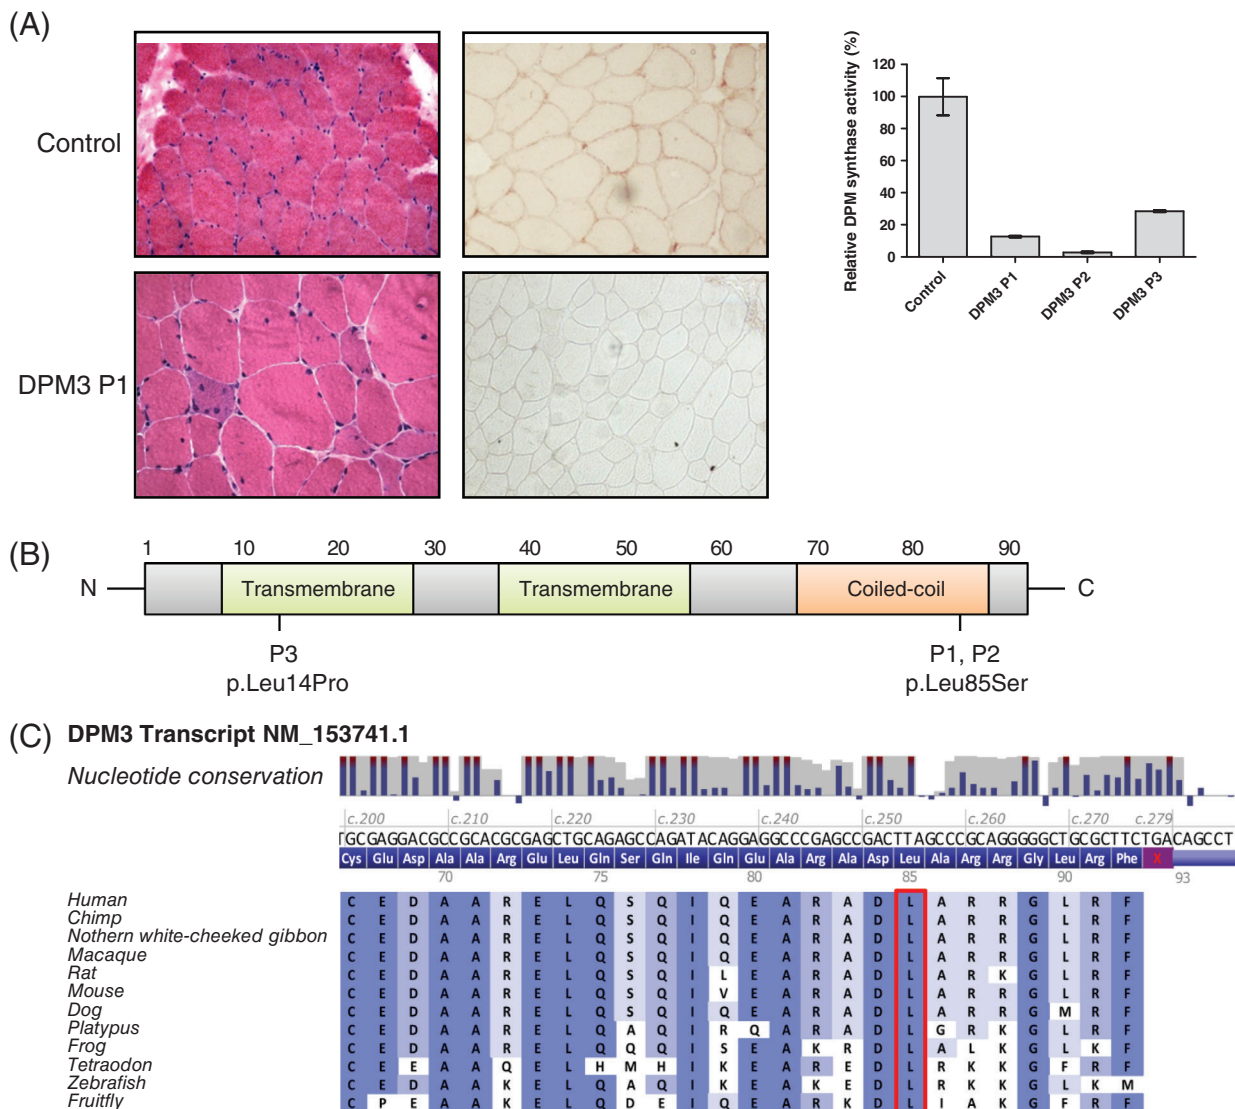 (A)
Control
DPM3 P1
Relative DPM synthase activity (%)
120
100
80
60
40
20
0
Control
DPM3 P1
DPM3 P2
DPM3 P3
(B)
1 10 20 30 40 50 60 70 80 90
N Transmembrane Transmembrane Coiled-coil C
P3 P1, P2
p.Leu14Pro p.Leu85Ser
(C) DPM3 Transcript NM_153741.1
Nucleotide conservation
c.200 c.210 c.220 c.230 c.240 c.250 c.260 c.270 c.279
TGCGAGGACGCCGCACGCGAGCTGCAGAGCCAGATACAGGAGGCCCGAGCCGACTTAGCCCGCAGGGGGCTGCGCTTCTGACAGCCT
Cys Glu Asp Ala Ala Arg Glu Leu Gln Ser Gln Ile Gln Glu Ala Arg Ala Asp Leu Ala Arg Arg Gly Leu Arg Phe X
70 75 80 85 90 93
Human C E D A A R E L Q S Q I Q E A R A D L A R R G L R F
Chimp C E D A A R E L Q S Q I Q E A R A D L A R R G L R F
Nothern white-cheeked gibbon C E D A A R E L Q S Q I Q E A R A D L A R R G L R F
Macaque C E D A A R E L Q S Q I Q E A R A D L A R R G L R F
Rat C E D A A R E L Q S Q I L E A R A D L A R K G L R F
Mouse C E D A A R E L Q S Q I V E A R A D L A R R G L R F
Dog C E D A A R E L Q S Q I Q E A R A D L A R R G M R F
Platypus C E D A A R E L Q A Q I R Q A R A D L G R K G L R F
Frog C E D A A R E L Q Q Q I S E A K R D L A L K G L K F
Tetraodon C E E A A Q E L H M H I K E A R E D L R K K G F R F
Zebrafish C E D A A K E L Q A Q I K E A K E D L R K K G L K M
Fruitfly C P E A A K E L Q D E I Q E A R K D L I A K G F R F